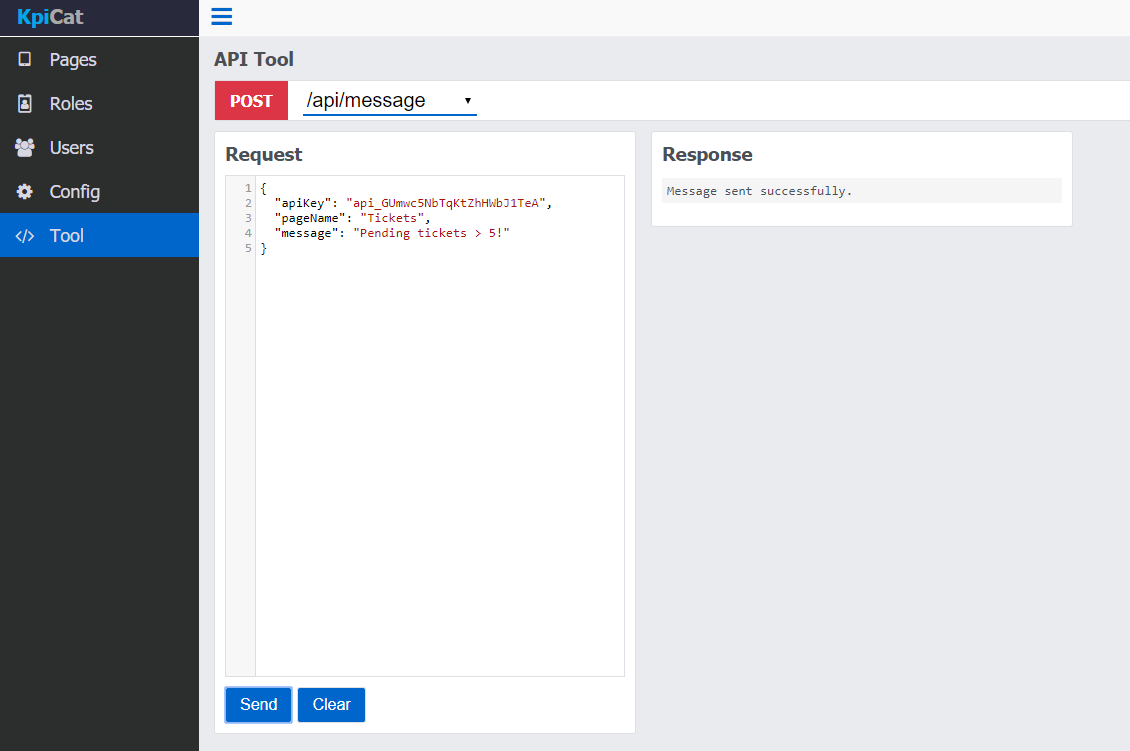 KpiCat
Pages
Roles
Users
Config
</> Tool
API Tool
POST /api/message
Request
1 {
2 "apiKey": "api_GUmwc5NbTqKtZhHWbJ1TeA",
3 "pageName": "Tickets",
4 "message": "Pending tickets > 5!"
5 }
Send Clear
Response
Message sent successfully.